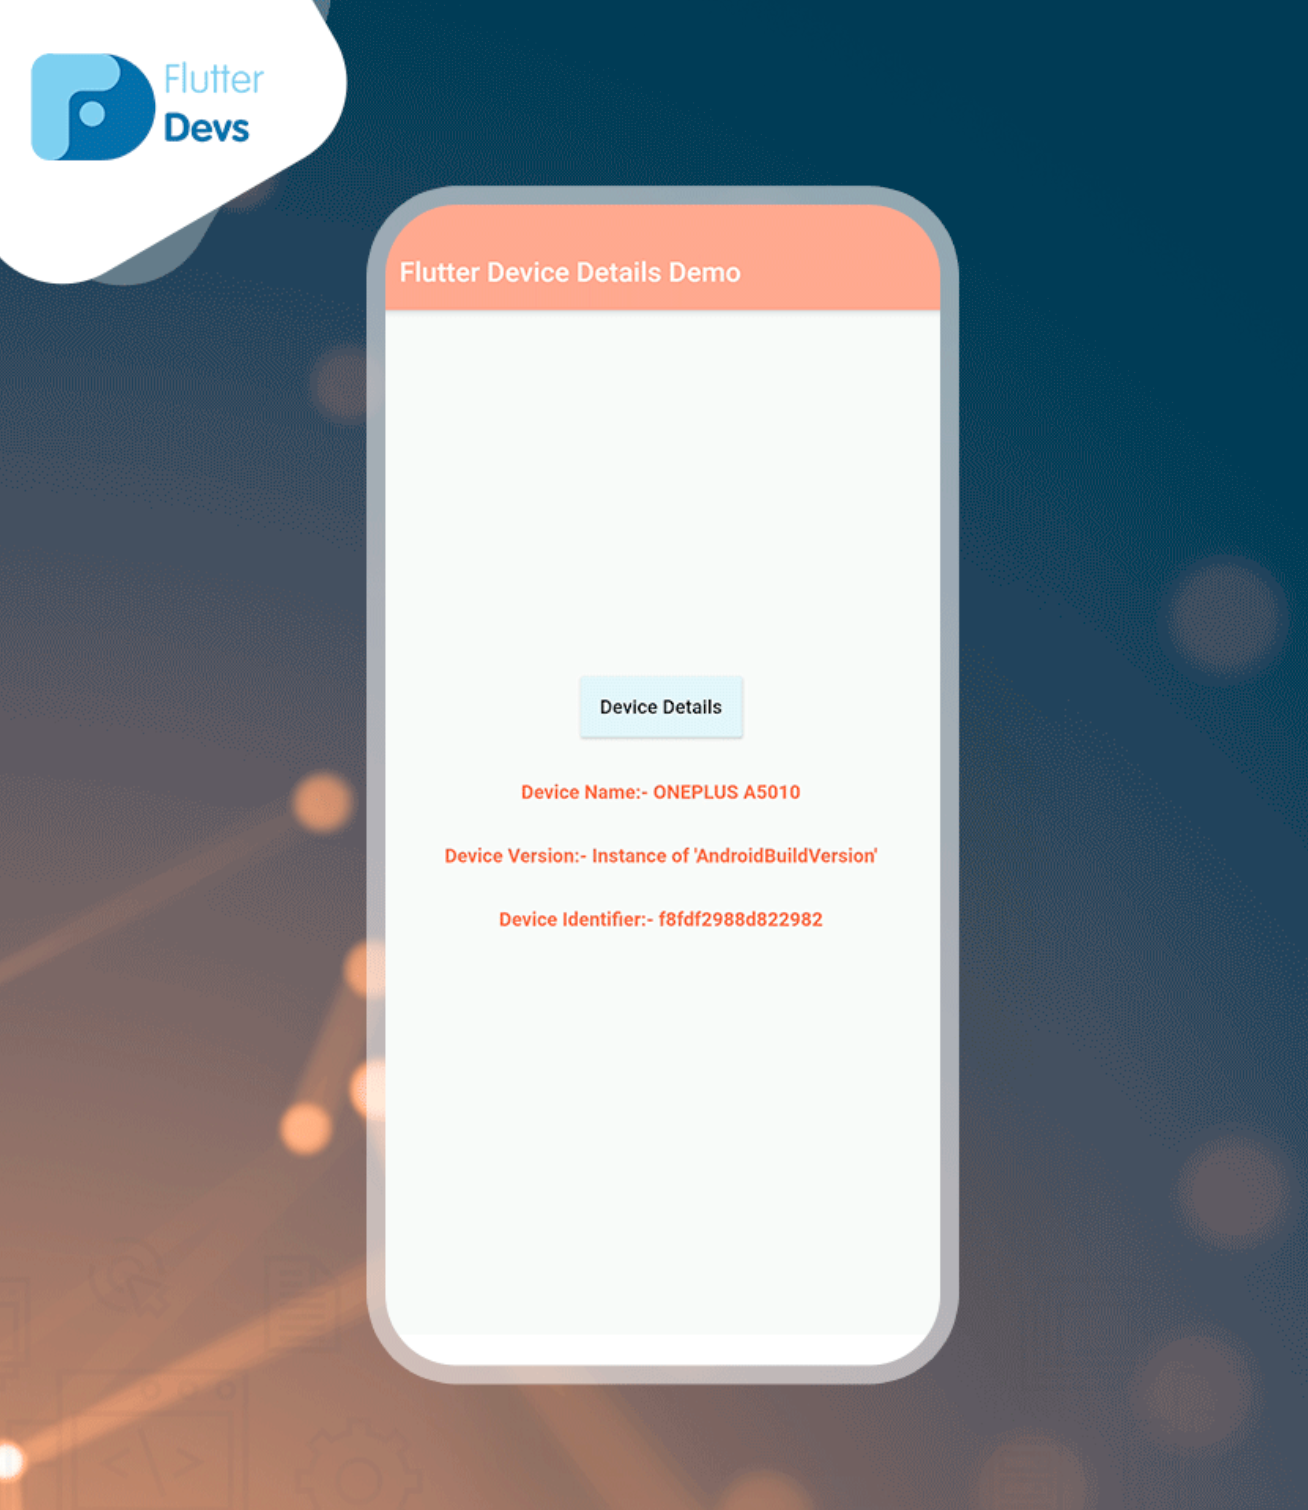 Flutter
Devs
Flutter Device Details Demo
Device Details
Device Name:- ONEPLUS A5010
Device Version:- Instance of 'AndroidBuildVersion'
Device Identifier:- f8fdf2988d822982